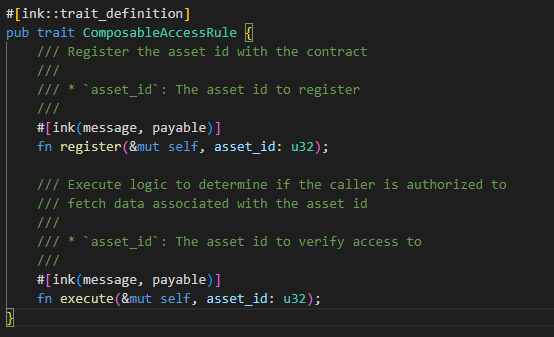 #[ink::trait_definition]
pub trait ComposableAccessRule {
    /// Register the asset id with the contract
    ///
    /// * `asset_id`: The asset id to register
    ///
    #[ink(message, payable)]
    fn register(&mut self, asset_id: u32);

    /// Execute logic to determine if the caller is authorized to
    /// fetch data associated with the asset id
    ///
    /// * `asset_id`: The asset id to verify access to
    ///
    #[ink(message, payable)]
    fn execute(&mut self, asset_id: u32);
}